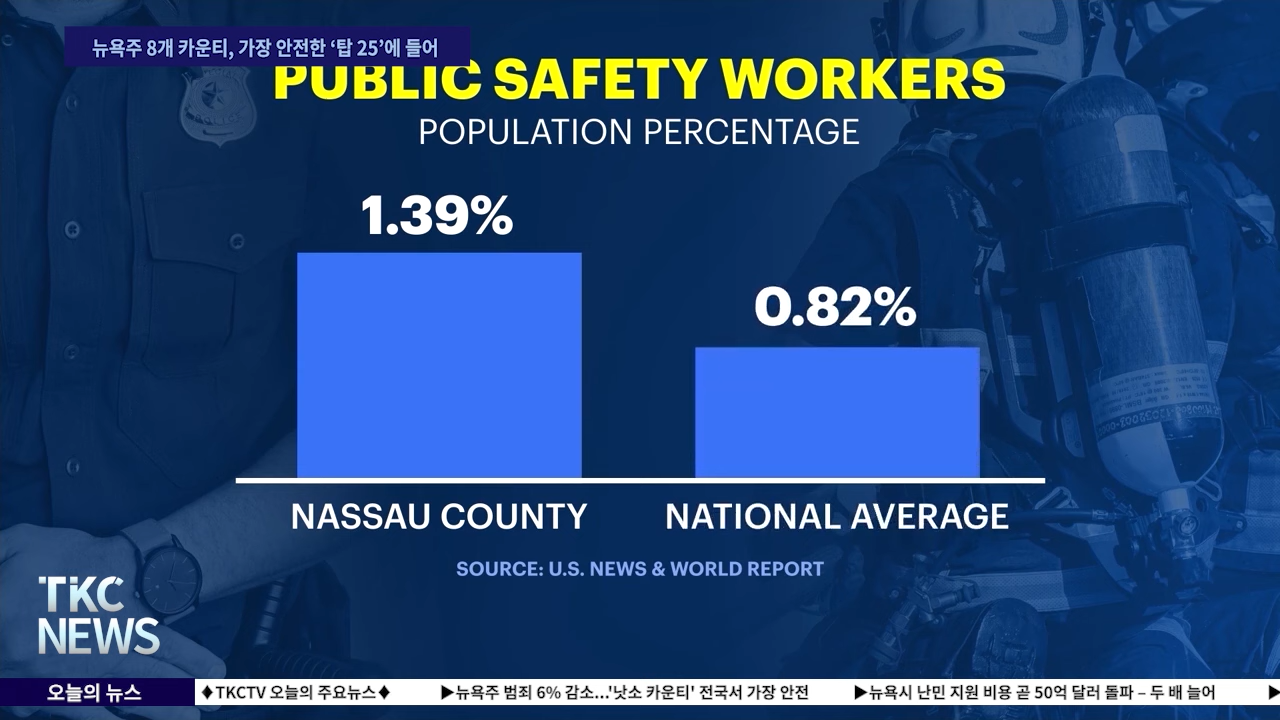 뉴욕주 8개 카운티, 가장 안전한 ‘탑 25’에 들어
PUBLIC SAFETY WORKERS
POPULATION PERCENTAGE
1.39%
0.82%
NASSAU COUNTY
NATIONAL AVERAGE
SOURCE: U.S. NEWS & WORLD REPORT
TKC
NEWS
오늘의 뉴스
♦TKCTV 오늘의 주요뉴스♦ ▶뉴욕주 범죄 6% 감소...'낫소 카운티' 전국서 가장 안전 ▶뉴욕시 난민 지원 비용 곧 50억 달러 돌파 – 두 배 늘어 ▶